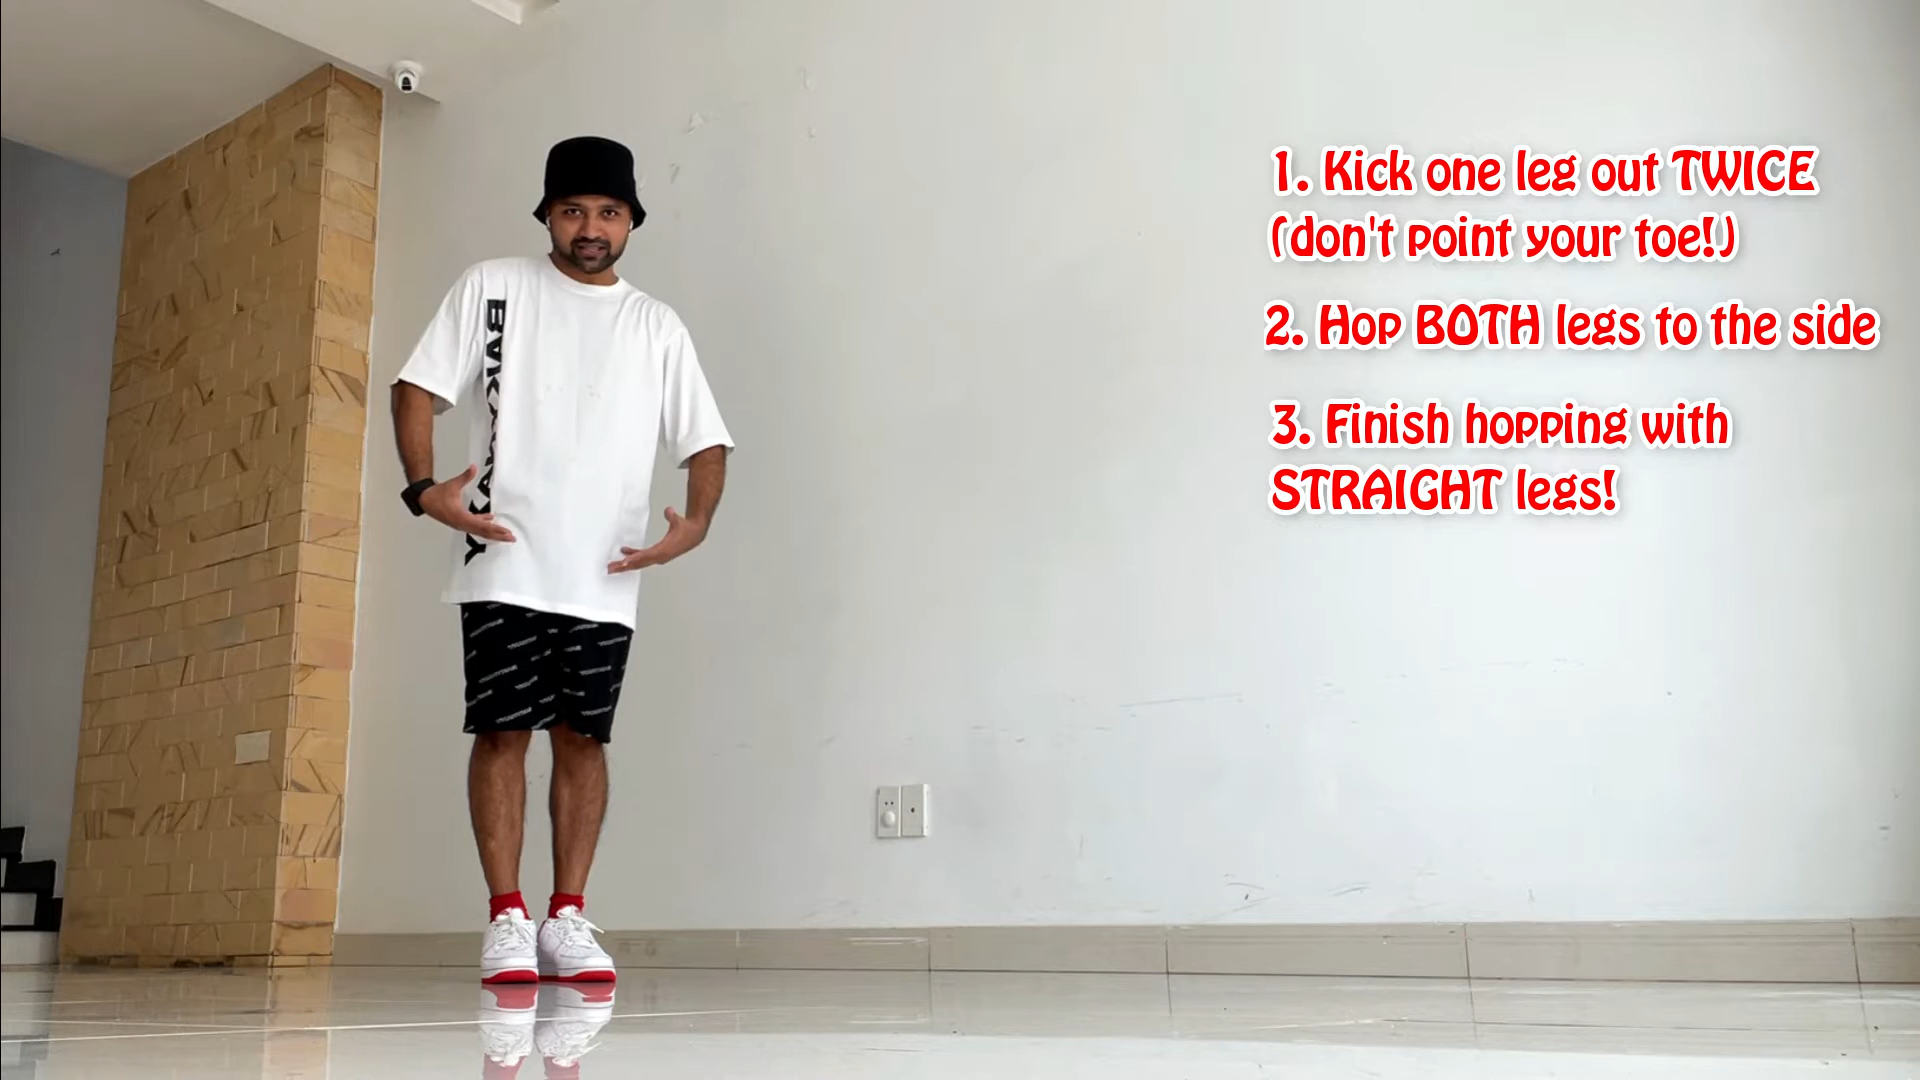 1. Kick one leg out TWICE
(don't point your toe!)
2. Hop BOTH legs to the side
3. Finish hopping with
STRAIGHT legs!